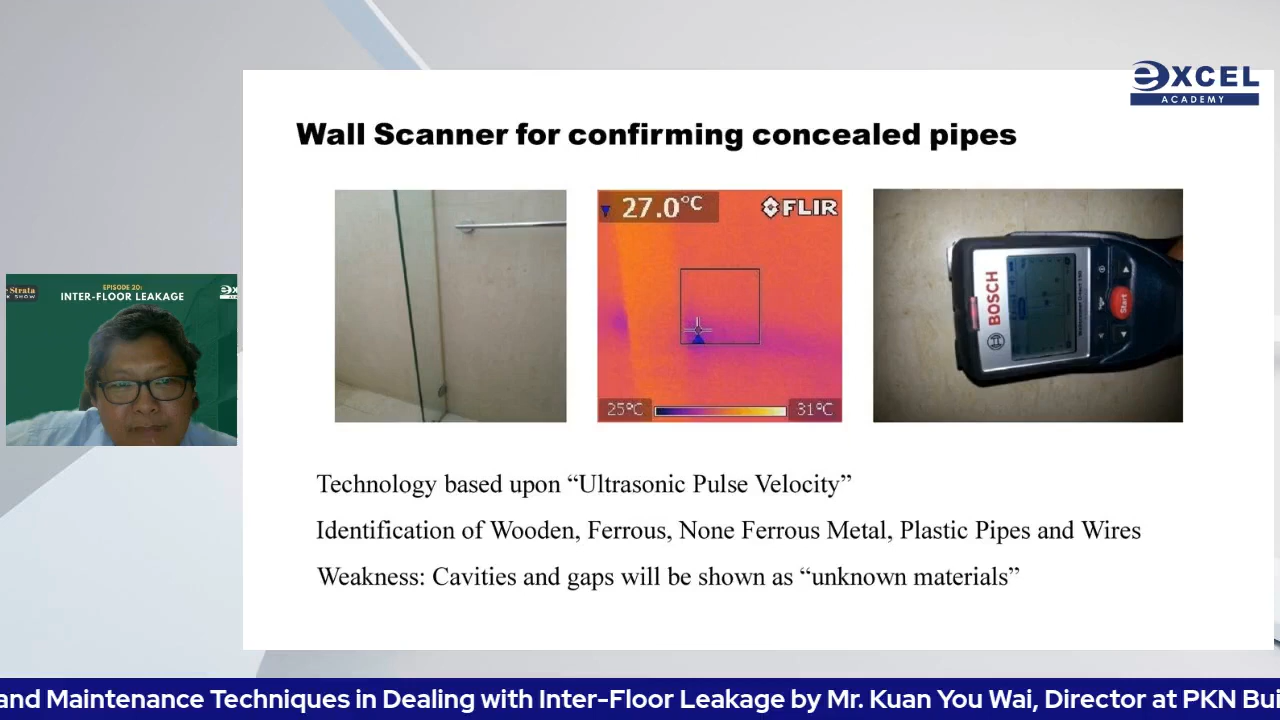 eXCEL
ACADEMY
Wall Scanner for confirming concealed pipes
27.0°C
FLIR
25°C
31°C
BOSCH
Start
Strata
SHOW
EPISODE 20:
INTER-FLOOR LEAKAGE
Technology based upon “Ultrasonic Pulse Velocity”
Identification of Wooden, Ferrous, None Ferrous Metal, Plastic Pipes and Wires
Weakness: Cavities and gaps will be shown as “unknown materials”
and Maintenance Techniques in Dealing with Inter-Floor Leakage by Mr. Kuan You Wai, Director at PKN Bui